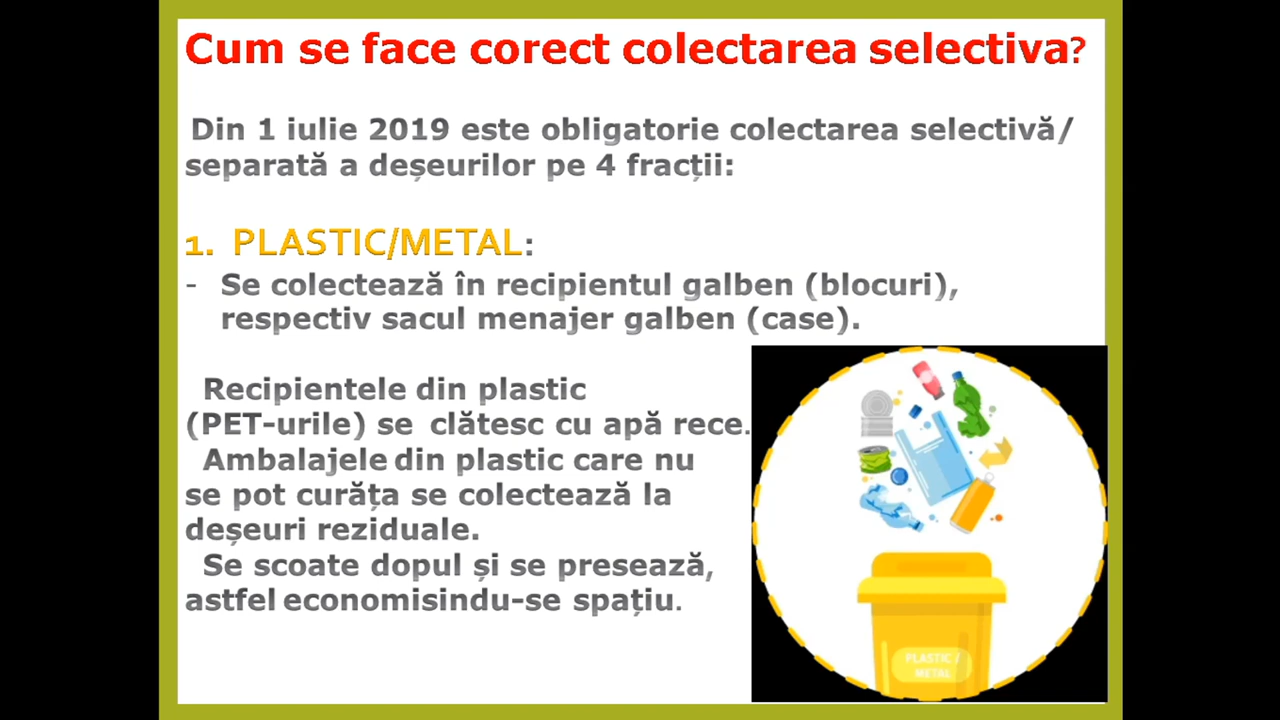 Cum se face corect colectarea selectiva?
Din 1 iulie 2019 este obligatorie colectarea selectivă/
separată a deșeurilor pe 4 fracții:
1. PLASTIC/METAL:
- Se colectează în recipientul galben (blocuri),
respectiv sacul menajer galben (case).
Recipientele din plastic
(PET-urile) se clătesc cu apă rece.
Ambalajele din plastic care nu
se pot curăța se colectează la
deșeuri reziduale.
Se scoate dopul și se presează,
astfel economisindu-se spațiu.
PLASTIC /
METAL